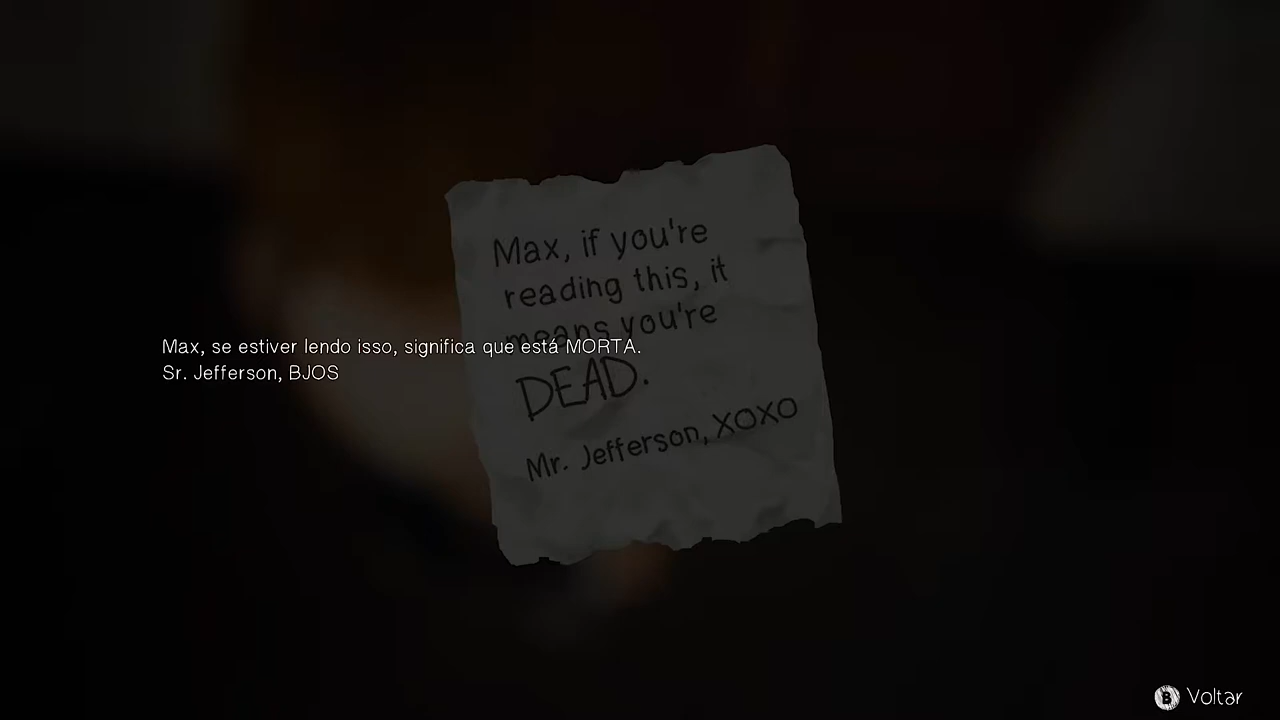 Max, if you're
reading this, it
means you're
DEAD.
Mr. Jefferson, XOXO
Max, se estiver lendo isso, significa que está MORTA.
Sr. Jefferson, BJOS
B Voltar